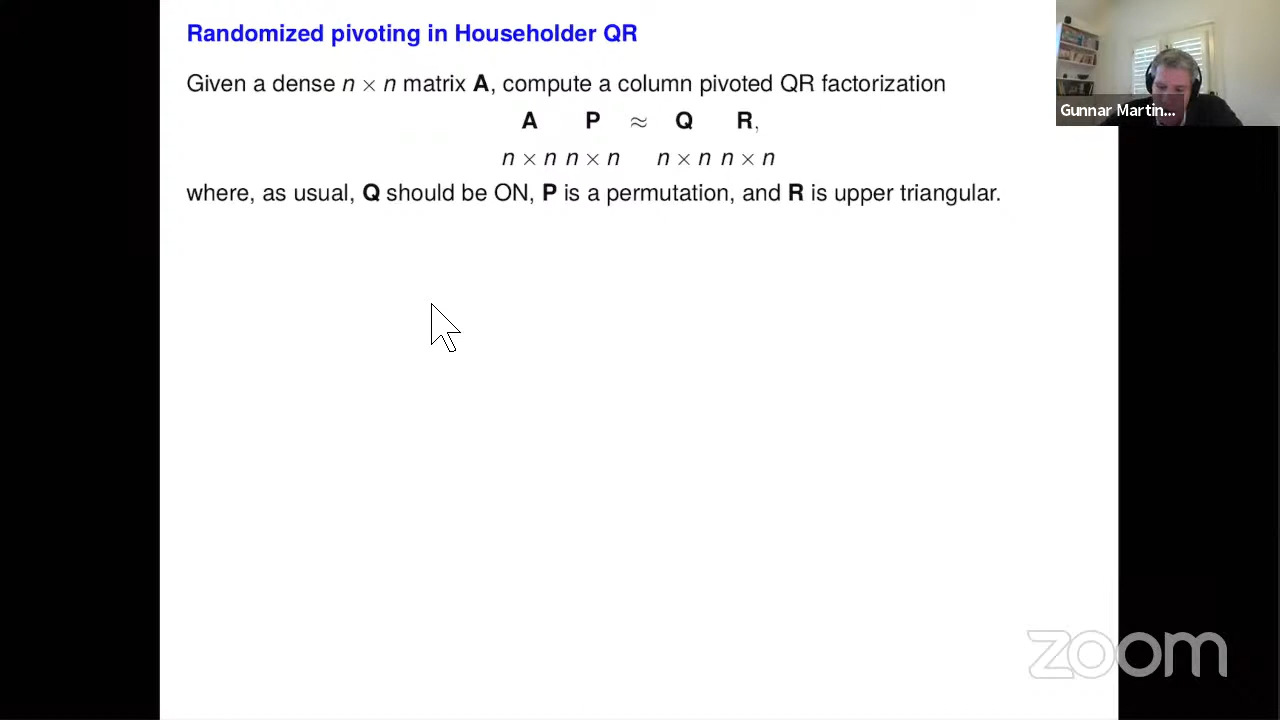 Randomized pivoting in Householder QR
Given a dense n × n matrix A, compute a column pivoted QR factorization
A P ≈ Q R,
n × n n × n n × n n × n
where, as usual, Q should be ON, P is a permutation, and R is upper triangular.
Gunnar Martin...
zoom